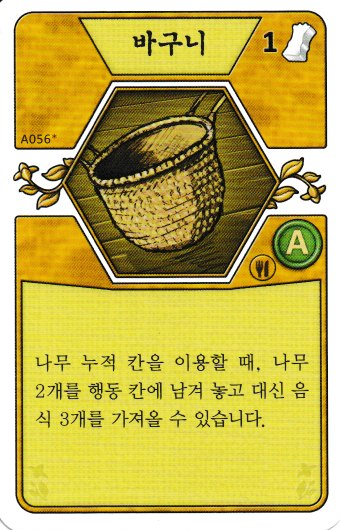 바구니
1
A056*
A
나무 누적 칸을 이용할 때, 나무
2개를 행동 칸에 남겨 놓고 대신 음
식 3개를 가져올 수 있습니다.